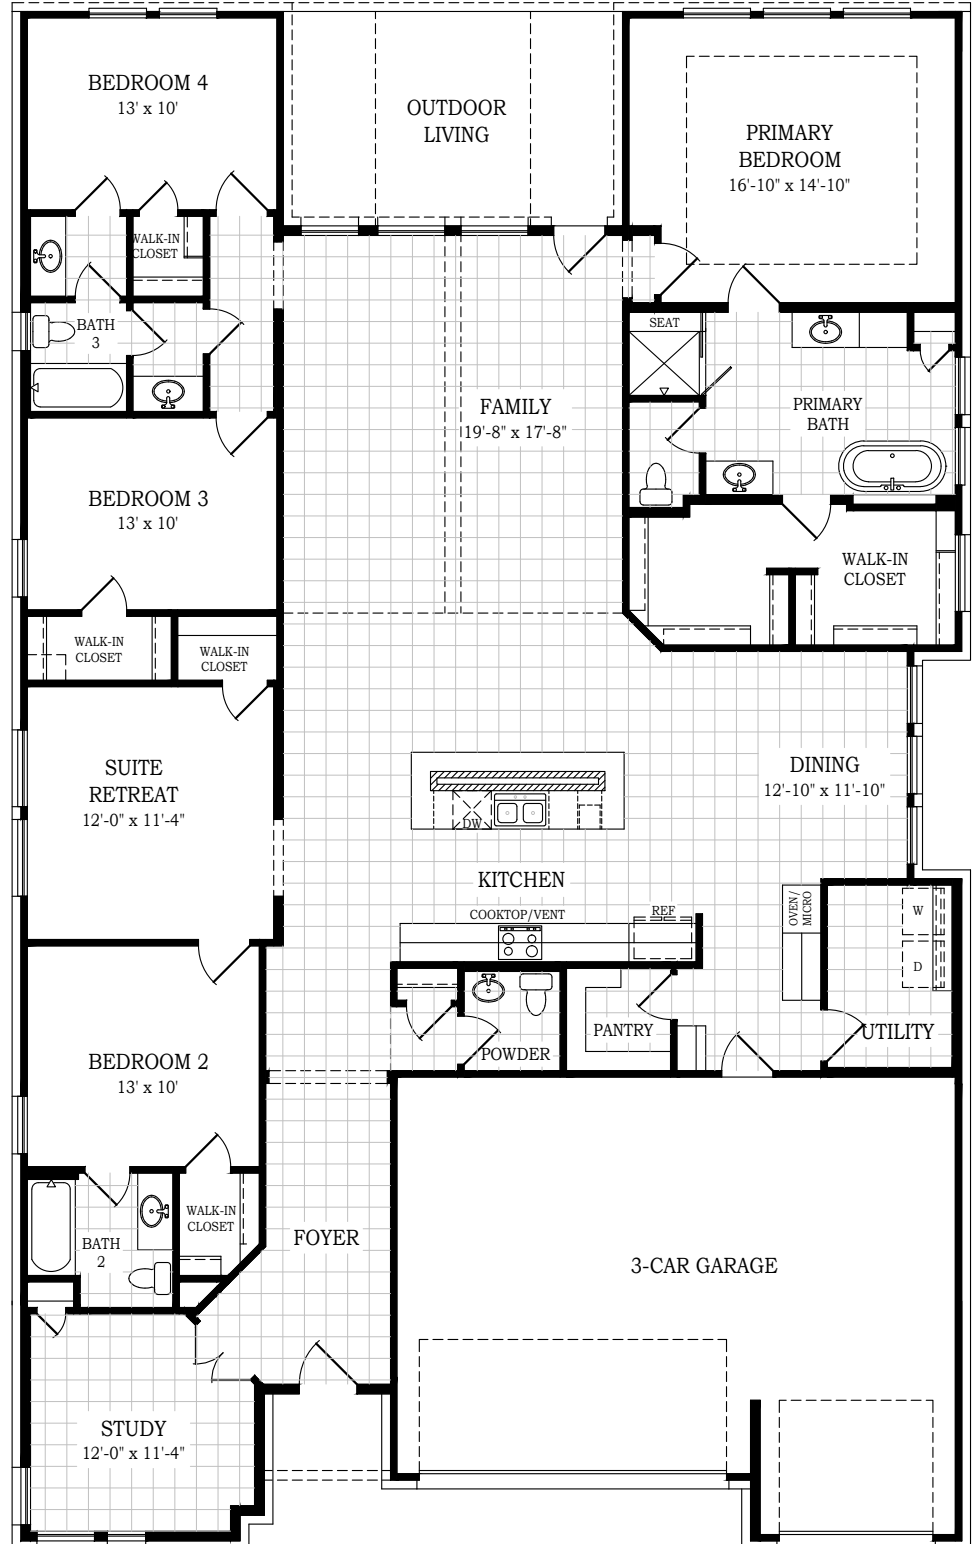 BEDROOM 4
13' x 10'
OUTDOOR
LIVING
PRIMARY
BEDROOM
16'-10" x 14'-10"
WALK-IN
CLOSET
BATH
3
SEAT
FAMILY
19'-8" x 17'-8"
PRIMARY
BATH
BEDROOM 3
13' x 10'
WALK-IN
CLOSET
WALK-IN
CLOSET
WALK-IN
CLOSET
SUITE
RETREAT
12'-0" x 11'-4"
DINING
12'-10" x 11'-10"
DW
KITCHEN
COOKTOP/VENT
REF
OVEN/
MICRO
W
D
PANTRY
UTILITY
POWDER
BEDROOM 2
13' x 10'
WALK-IN
CLOSET
BATH
2
FOYER
3-CAR GARAGE
STUDY
12'-0" x 11'-4"